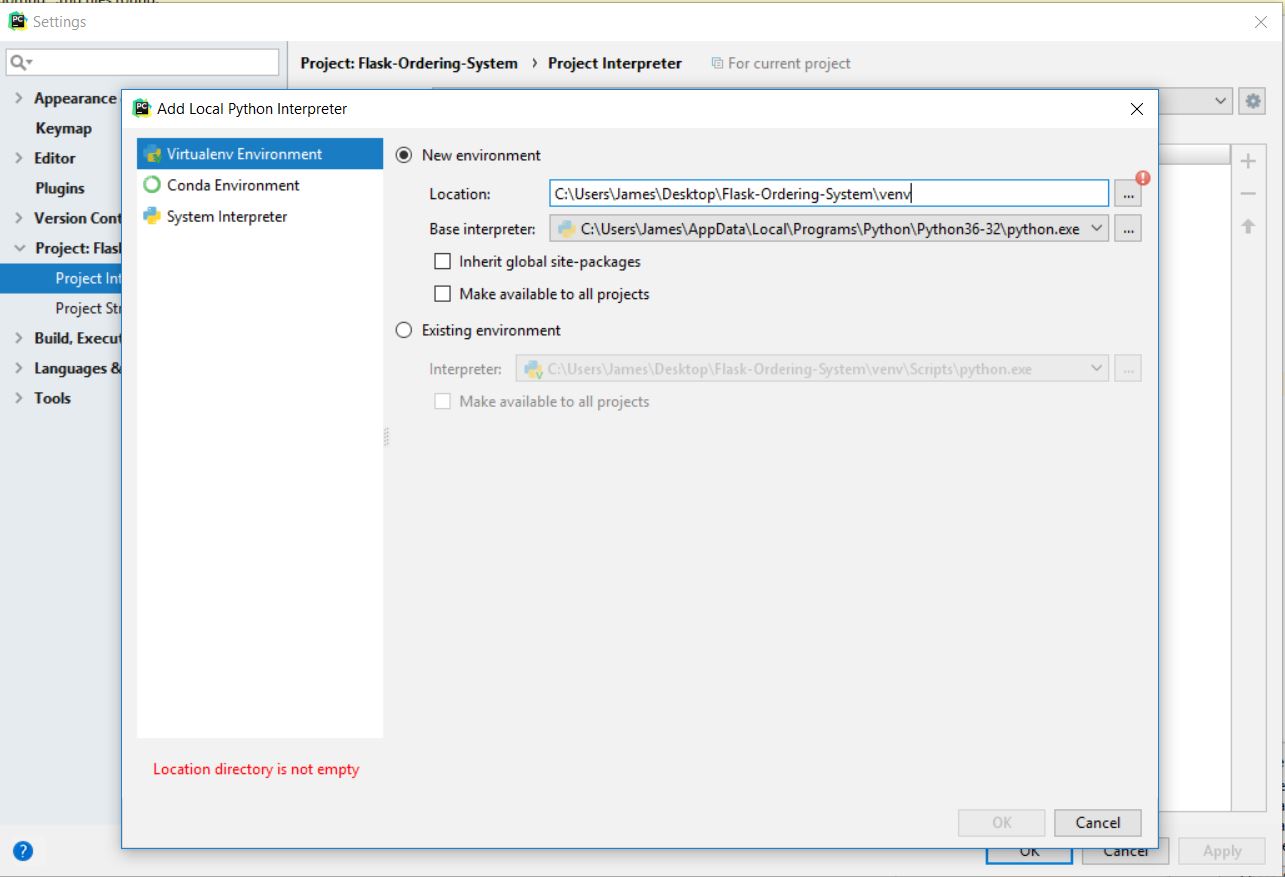 Settings
Project: Flask-Ordering-System › Project Interpreter For current project
Appearance
Keymap
Editor
Plugins
Version Cont
Project: Flas
Project Int
Project Str
Build, Execut
Languages &
Tools
Add Local Python Interpreter
Virtualenv Environment
Conda Environment
System Interpreter
New environment
Location: C:\Users\James\Desktop\Flask-Ordering-System\venv ...
Base interpreter: C:\Users\James\AppData\Local\Programs\Python\Python36-32\python.exe ...
Inherit global site-packages
Make available to all projects
Existing environment
Interpreter: C:\Users\James\Desktop\Flask-Ordering-System\venv\Scripts\python.exe ...
Make available to all projects
Location directory is not empty
OK Cancel
? OK Cancel Apply